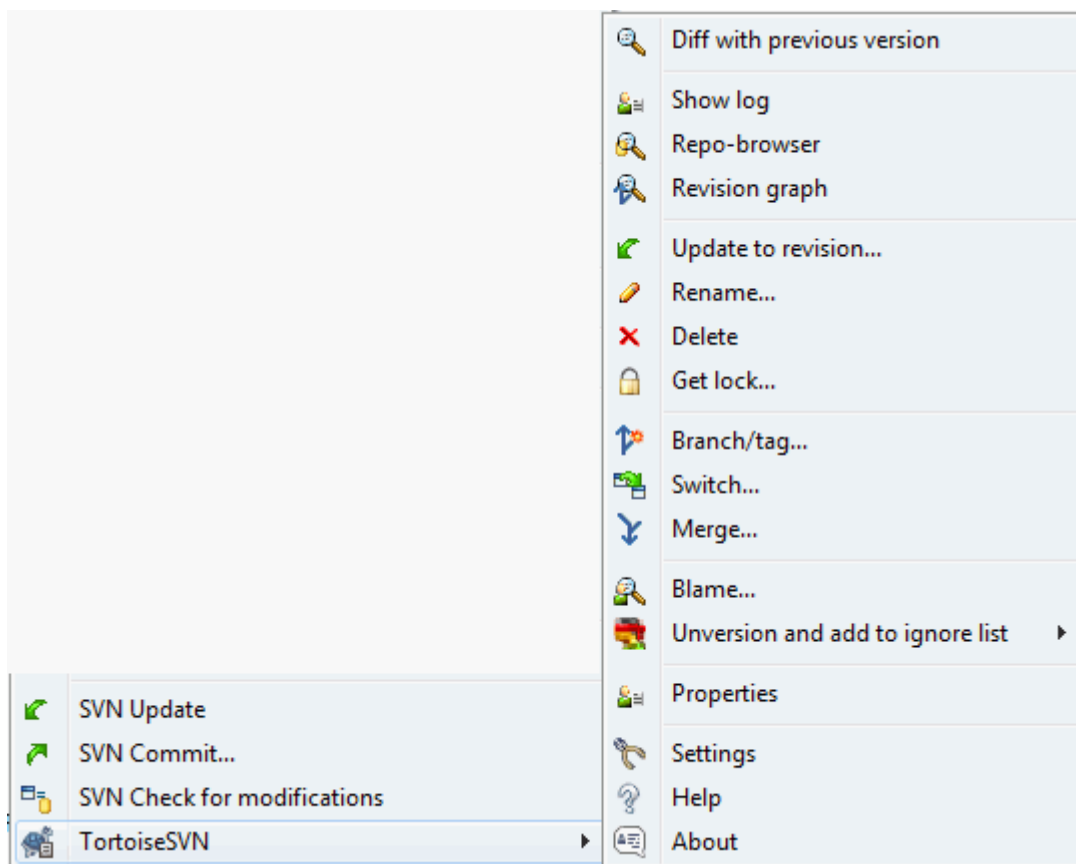 Diff with previous version
Show log
Repo-browser
Revision graph
Update to revision...
Rename...
Delete
Get lock...
Branch/tag...
Switch...
Merge...
Blame...
Unversion and add to ignore list
Properties
Settings
Help
About
SVN Update
SVN Commit...
SVN Check for modifications
TortoiseSVN